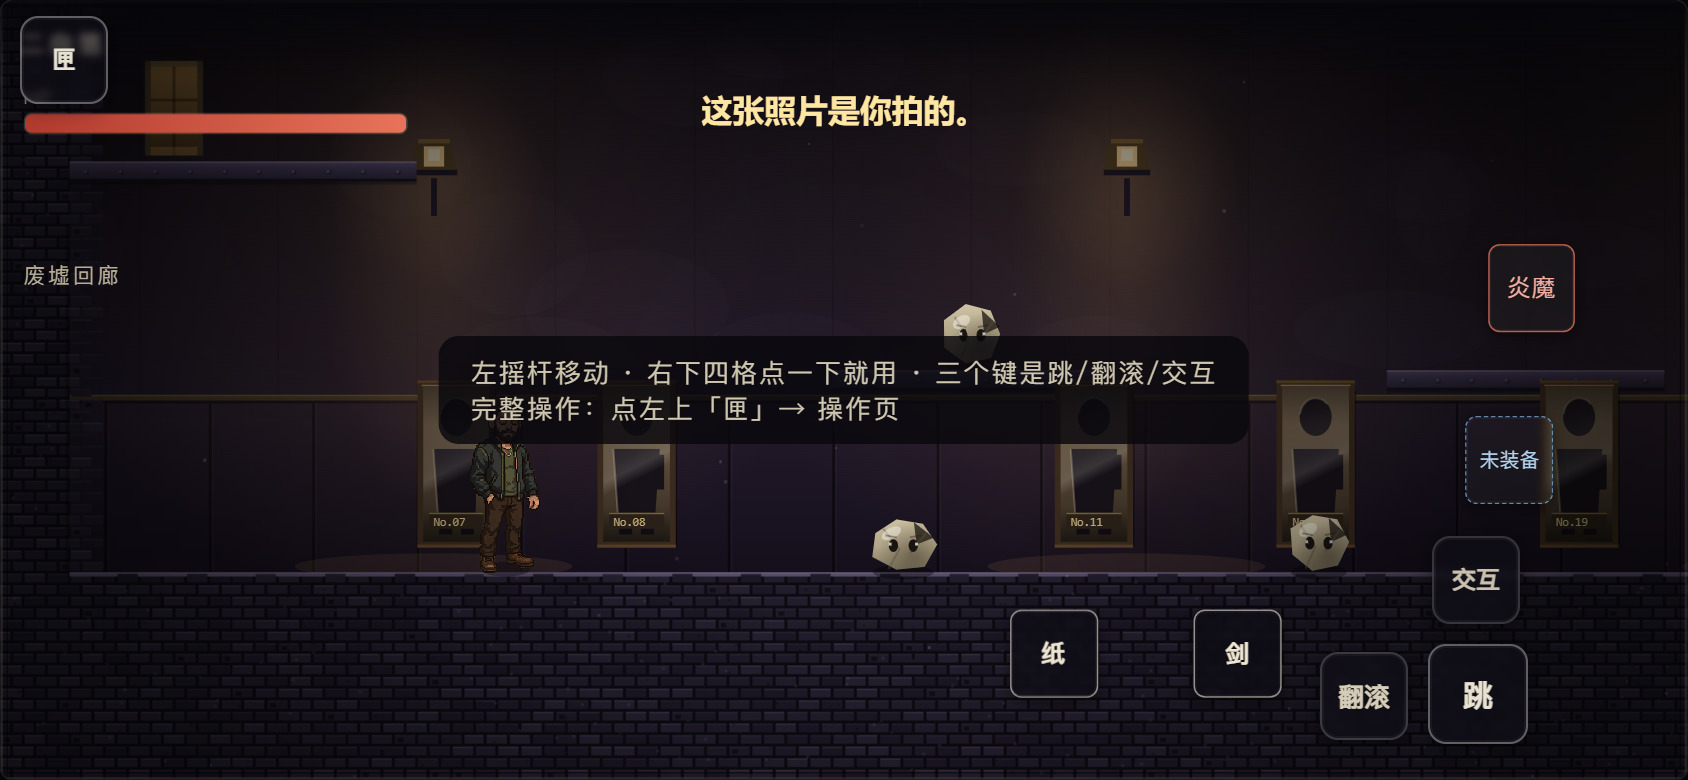 匣
这张照片是你拍的。
废墟回廊
炎魔
左摇杆移动 · 右下四格点一下就用 · 三个键是跳/翻滚/交互
完整操作：点左上「匣」→ 操作页
未装备
No.07
No.08
No.11
No.19
交互
纸
剑
翻滚
跳